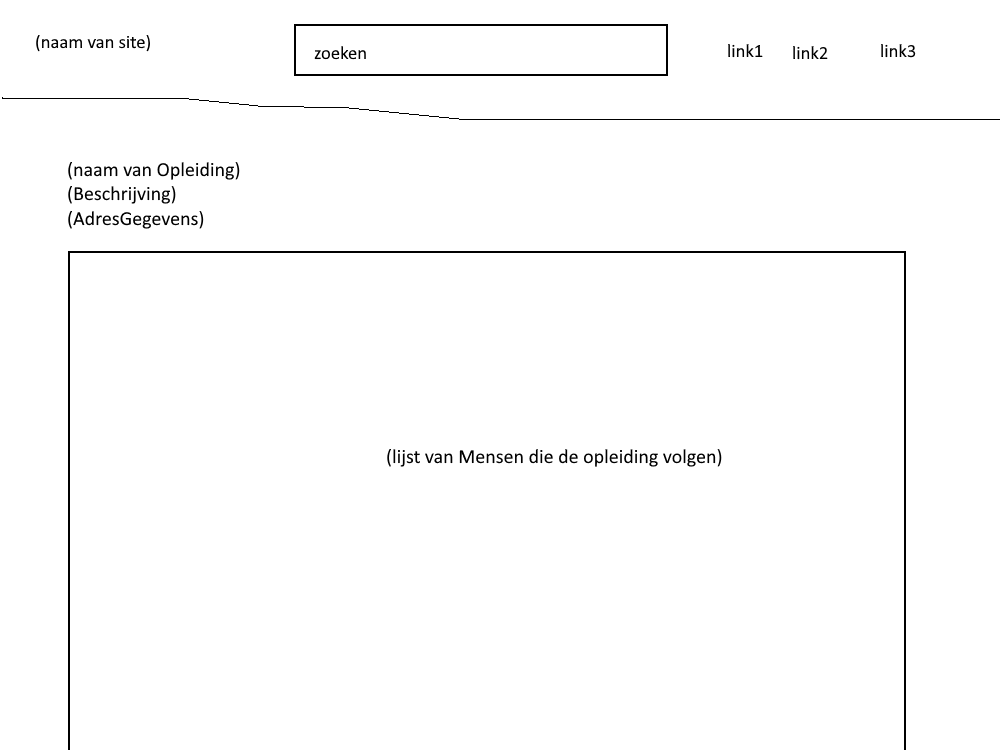 (naam van site)
zoeken
link1
link2
link3
(naam van Opleiding)
(Beschrijving)
(AdresGegevens)
(lijst van Mensen die de opleiding volgen)